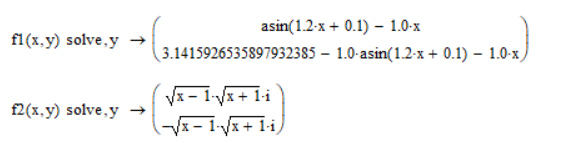 asin(1.2·x + 0.1) − 1.0·x
f1(x,y) solve,y →
3.1415926535897932385 − 1.0·asin(1.2·x + 0.1) − 1.0·x
√x − 1·√x + 1·i
f2(x,y) solve,y →
−√x − 1·√x + 1·i